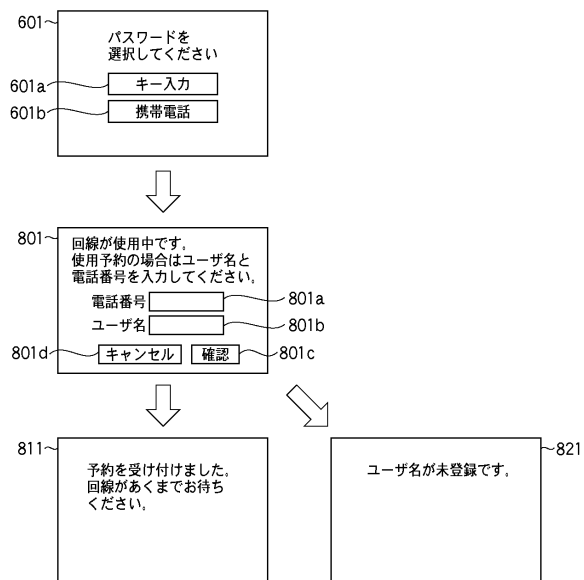 601
パスワードを
選択してください
601a
キー入力
601b
携帯電話
801
回線が使用中です。
使用予約の場合はユーザ名と
電話番号を入力してください。
電話番号
801a
ユーザ名
801b
801d
キャンセル
確認
801c
811
予約を受け付けました。
回線があくまでお待ち
ください。
821
ユーザ名が未登録です。